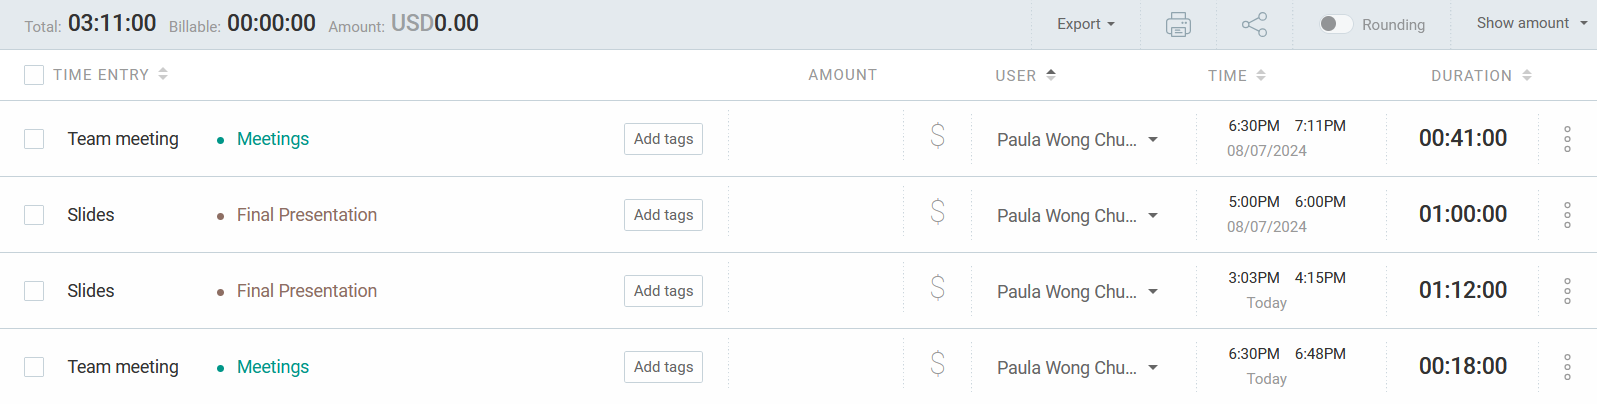 Total: 03:11:00 Billable: 00:00:00 Amount: USD0.00 Export Rounding Show amount
TIME ENTRY AMOUNT USER TIME DURATION
Team meeting • Meetings Add tags $ Paula Wong Chu... 6:30PM 7:11PM 00:41:00
08/07/2024
Slides • Final Presentation Add tags $ Paula Wong Chu... 5:00PM 6:00PM 01:00:00
08/07/2024
Slides • Final Presentation Add tags $ Paula Wong Chu... 3:03PM 4:15PM 01:12:00
Today
Team meeting • Meetings Add tags $ Paula Wong Chu... 6:30PM 6:48PM 00:18:00
Today